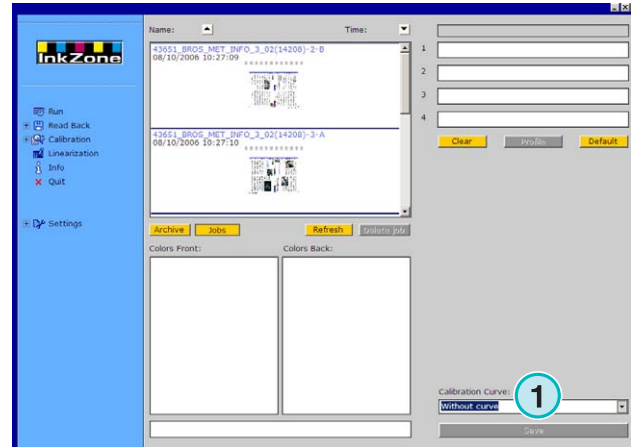 InkZone
Run
Read Back
Calibration
Linearization
Info
Quit
Settings
Name:
Time:
43651_BROS_MET_INFO_3_02(14208)-2-B
08/10/2006 10:27:09
43651_BROS_MET_INFO_3_02(14208)-3-A
08/10/2006 10:27:10
Archive
Jobs
Refresh
Delete job
Colors Front:
Colors Back:
1
2
3
4
Clear
Profile
Default
Calibration Curve:
1
Without curve
Save